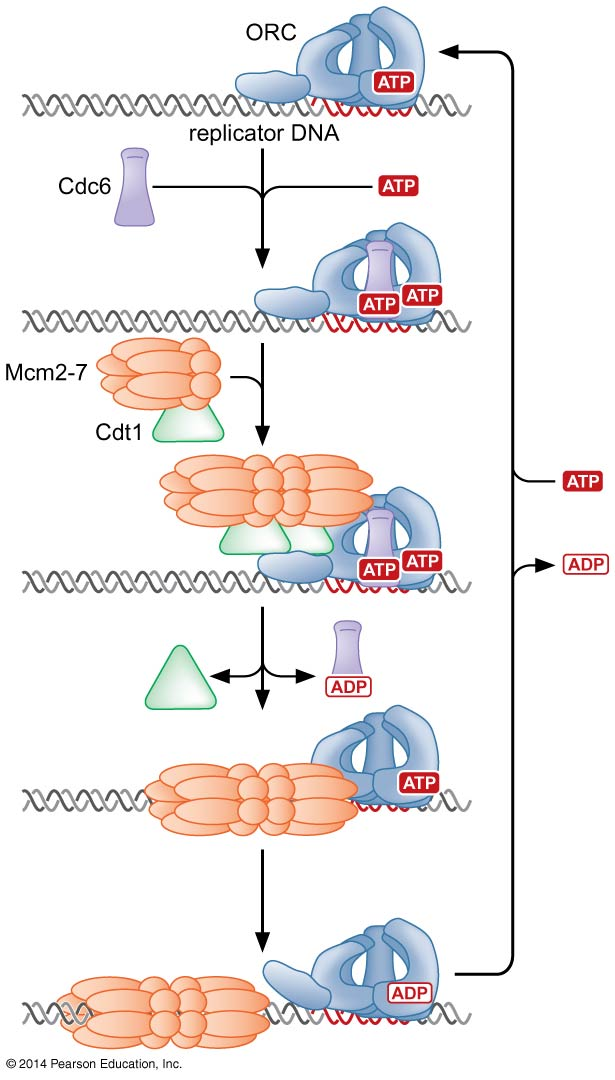 ORC
ATP
replicator DNA
Cdc6
ATP
ATP
ATP
Mcm2-7
Cdt1
ATP
ATP
ATP
ADP
ADP
ATP
ADP
© 2014 Pearson Education, Inc.